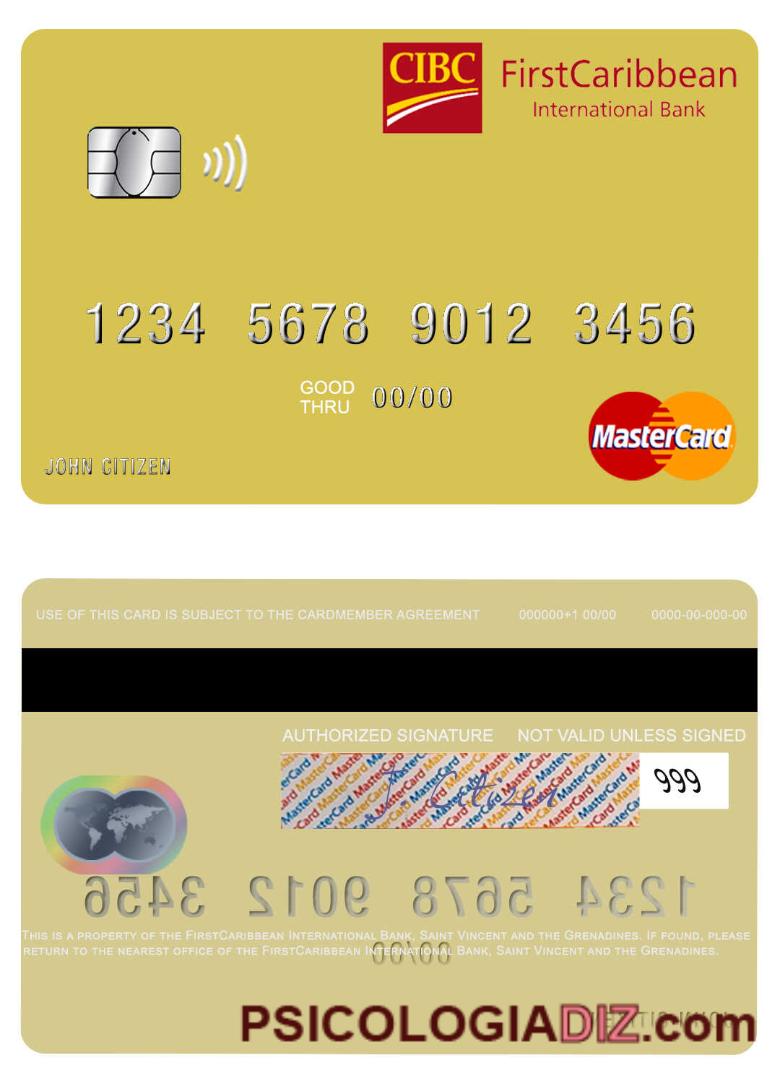 CIBC FirstCaribbean
International Bank
1234 5678 9012 3456
GOOD
THRU 00/00
MasterCard
JOHN CITIZEN
USE OF THIS CARD IS SUBJECT TO THE CARDMEMBER AGREEMENT 000000+1 00/00 0000-00-000-00
AUTHORIZED SIGNATURE NOT VALID UNLESS SIGNED
J. Citizen 999
1234 5678 9012 3456
THIS IS A PROPERTY OF THE FIRSTCARIBBEAN INTERNATIONAL BANK, SAINT VINCENT AND THE GRENADINES. IF FOUND, PLEASE
RETURN TO THE NEAREST OFFICE OF THE FIRSTCARIBBEAN INTERNATIONAL BANK, SAINT VINCENT AND THE GRENADINES.
00/00
PSICOLOGIADIZ.com